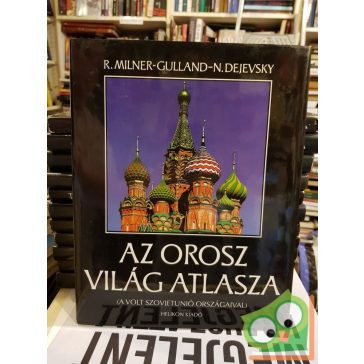 R. MILNER-GULLAND–N. DEJEVSKY
AZ OROSZ
VILÁG ATLASZA
(A VOLT SZOVJETUNIÓ ORSZÁGAIVAL)
HELIKON KIADÓ